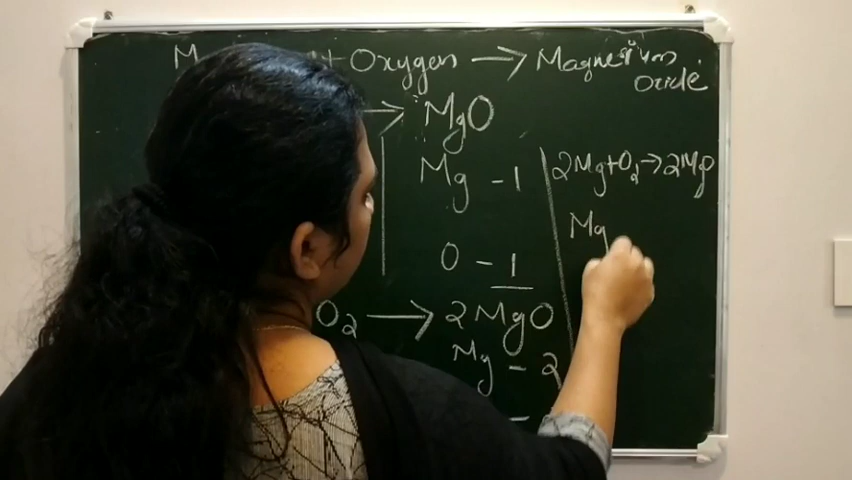 + Oxygen → Magnesium
oxide
→ MgO
Mg - 1
O - 1
O2 → 2MgO
Mg - 2
2Mg+O2→2MgO
Mg